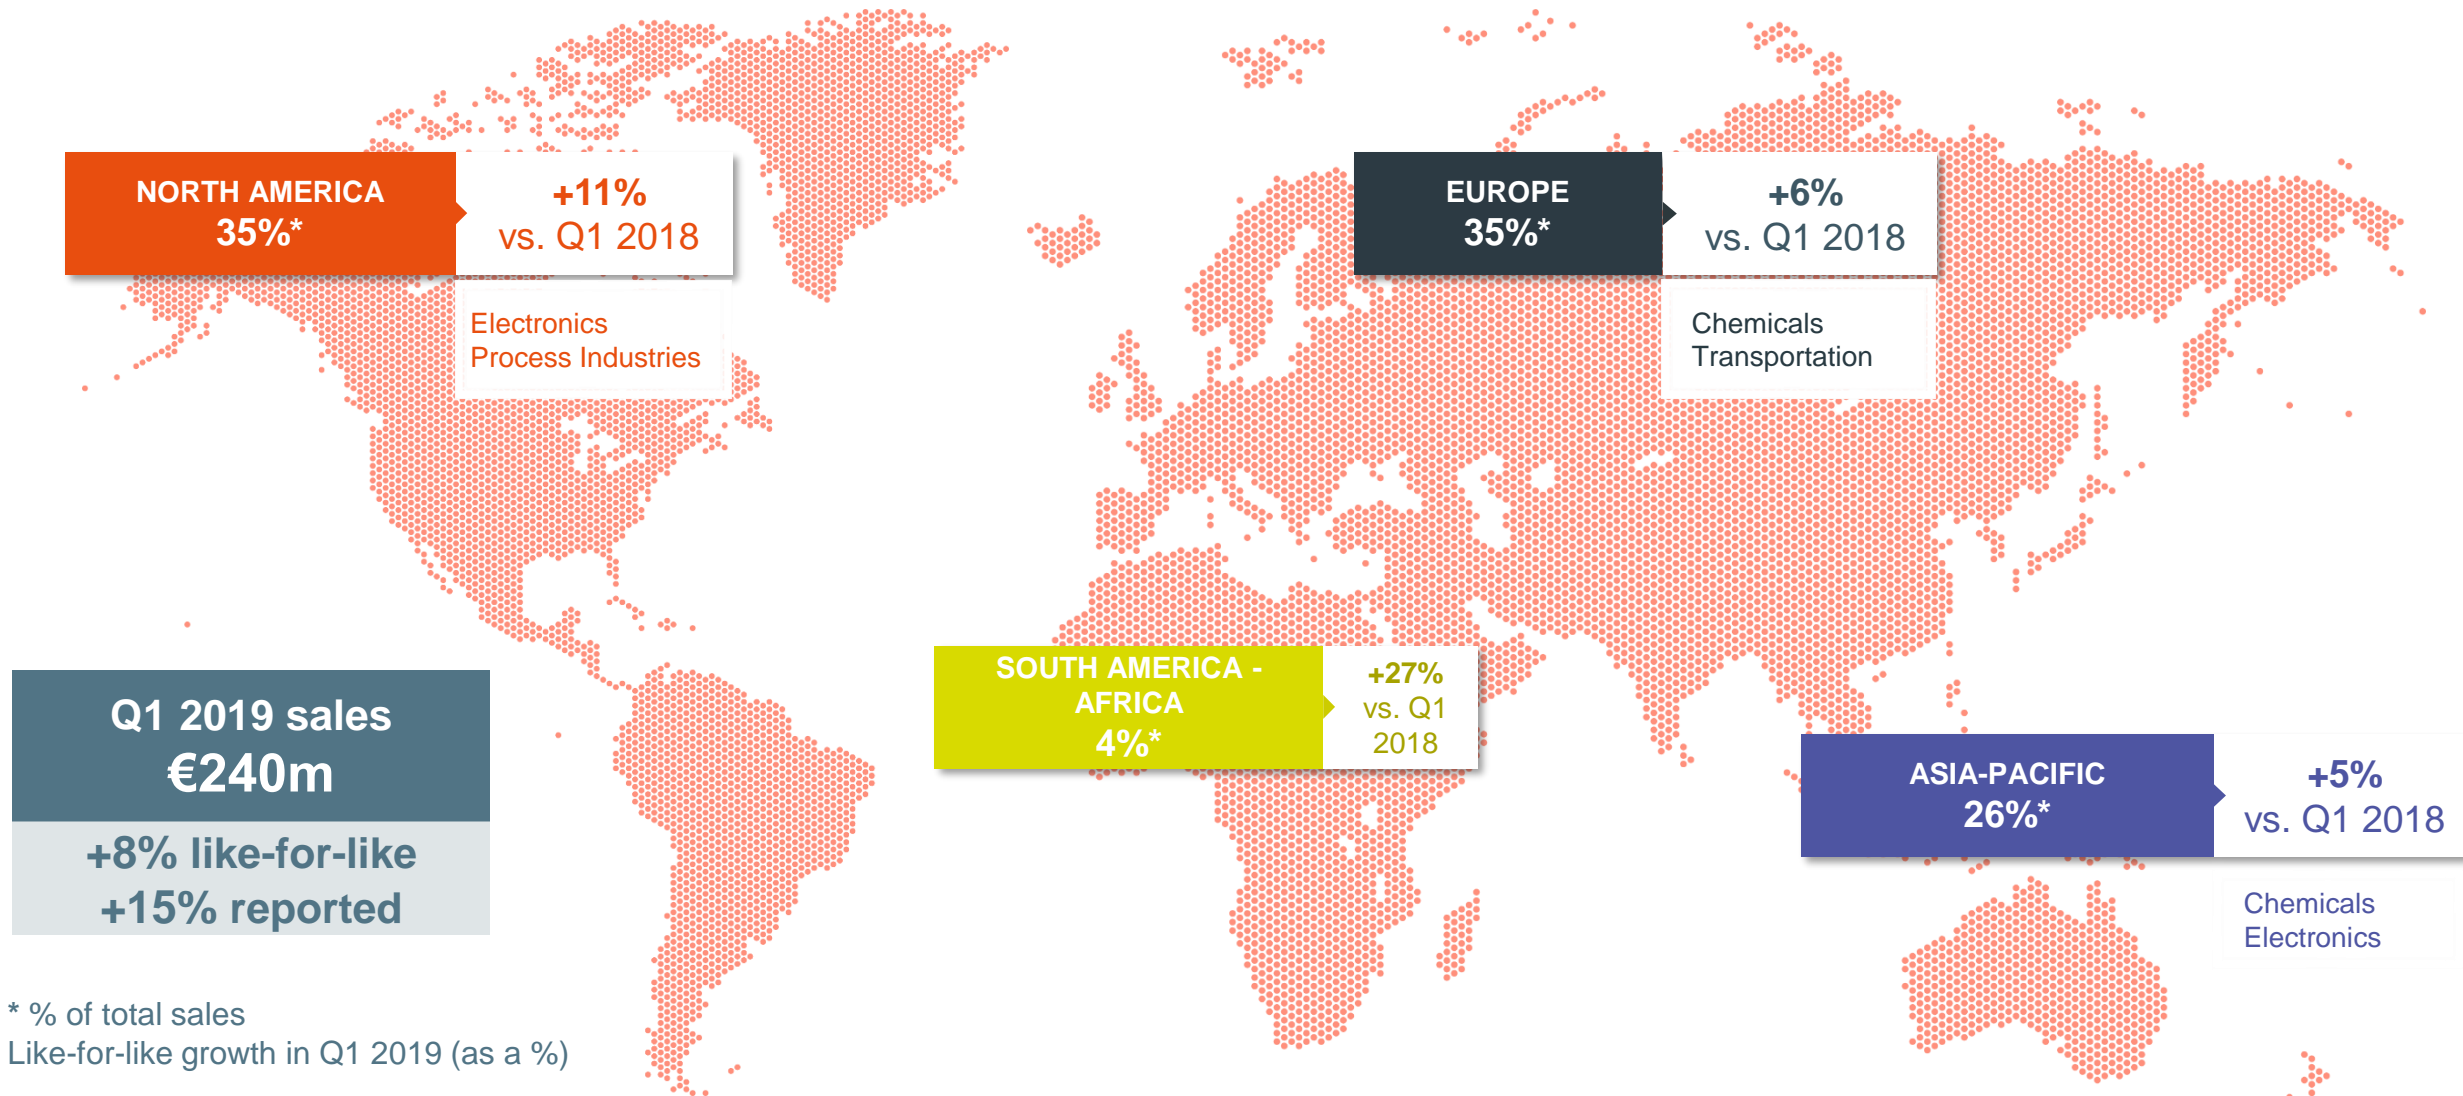 NORTH AMERICA
35%*
+11%
vs. Q1 2018
Electronics
Process Industries
EUROPE
35%*
+6%
vs. Q1 2018
Chemicals
Transportation
SOUTH AMERICA -
AFRICA
4%*
+27%
vs. Q1
2018
Q1 2019 sales
€240m
+8% like-for-like
+15% reported
ASIA-PACIFIC
26%*
+5%
vs. Q1 2018
Chemicals
Electronics
* % of total sales
Like-for-like growth in Q1 2019 (as a %)